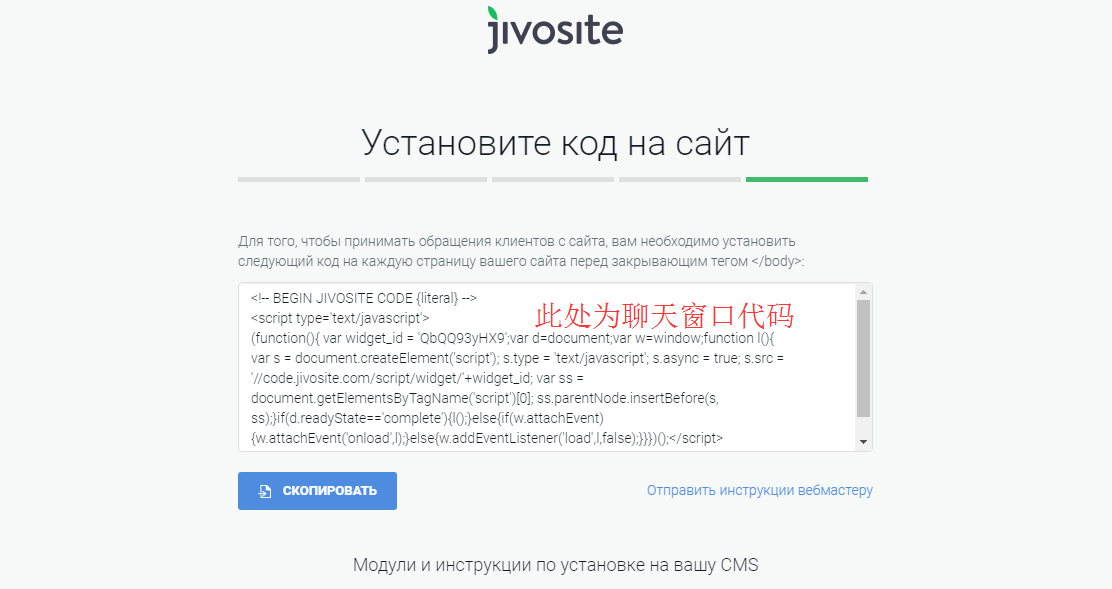 jivosite
Установите код на сайт
Для того, чтобы принимать обращения клиентов с сайта, вам необходимо установить
следующий код на каждую страницу вашего сайта перед закрывающим тегом </body>:
<!-- BEGIN JIVOSITE CODE {literal} -->
<script type='text/javascript'>
此处为聊天窗口代码
(function(){ var widget_id = 'QbQQ93yHX9';var d=document;var w=window;function l(){
var s = document.createElement('script'); s.type = 'text/javascript'; s.async = true; s.src =
'//code.jivosite.com/script/widget/'+widget_id; var ss =
document.getElementsByTagName('script')[0]; ss.parentNode.insertBefore(s,
ss);}if(d.readyState=='complete'){l();}else{if(w.attachEvent)
{w.attachEvent('onload',l);}else{w.addEventListener('load',l,false);}}})();</script>
СКОПИРОВАТЬ
Отправить инструкции вебмастеру
Модули и инструкции по установке на вашу CMS